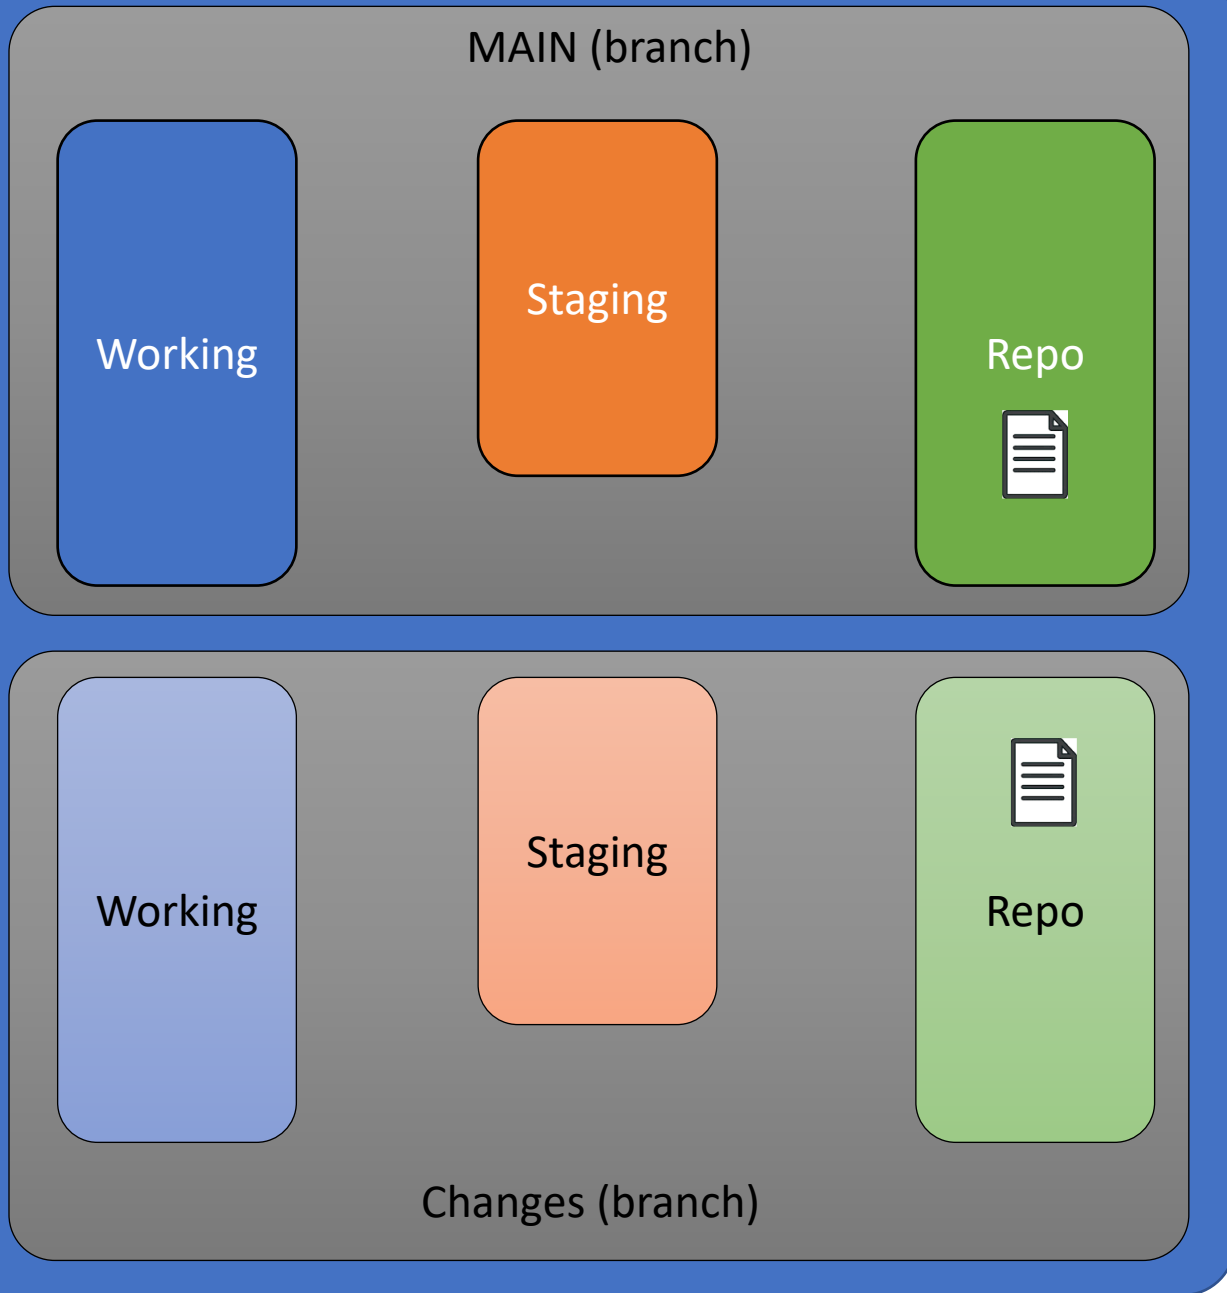 MAIN (branch)
Working
Staging
Repo
Working
Staging
Repo
Changes (branch)